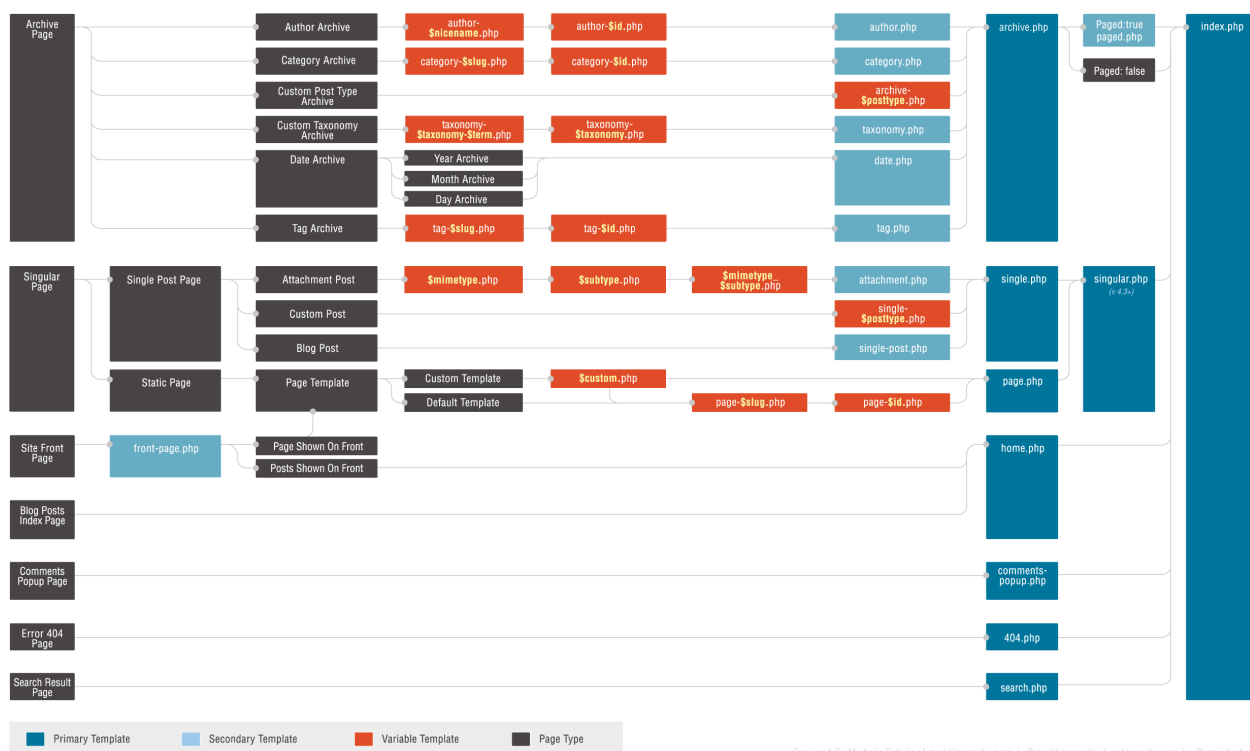 Archive
Page
Author Archive
author-
$nicename.php
author-$id.php
author.php
archive.php
Paged:true
paged.php
index.php
Category Archive
category-$slug.php
category-$id.php
category.php
Paged: false
Custom Post Type
Archive
archive-
$posttype.php
Custom Taxonomy
Archive
taxonomy-
$taxonomy-$term.php
taxonomy-
$taxonomy.php
taxonomy.php
Date Archive
Year Archive
Month Archive
Day Archive
date.php
Tag Archive
tag-$slug.php
tag-$id.php
tag.php
Singular
Page
Single Post Page
Attachment Post
$mimetype.php
$subtype.php
$mimetype_
$subtype.php
attachment.php
single.php
singular.php
(v 4.3+)
Custom Post
single-
$posttype.php
Blog Post
single-post.php
Static Page
Page Template
Custom Template
$custom.php
page.php
Default Template
page-$slug.php
page-$id.php
Site Front
Page
front-page.php
Page Shown On Front
Posts Shown On Front
home.php
Blog Posts
Index Page
Comments
Popup Page
comments-
popup.php
Error 404
Page
404.php
Search Result
Page
search.php
Primary Template
Secondary Template
Variable Template
Page Type